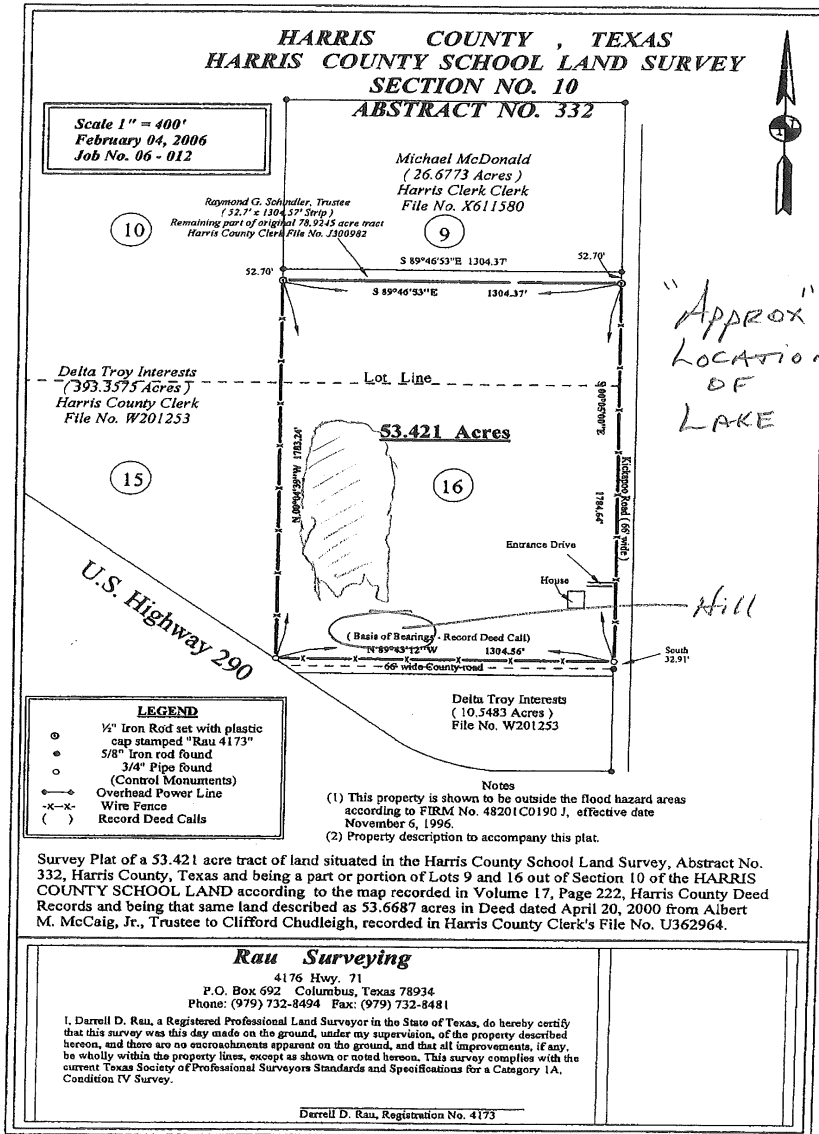 HARRIS COUNTY , TEXAS
HARRIS COUNTY SCHOOL LAND SURVEY
SECTION NO. 10
ABSTRACT NO. 332
Scale 1" = 400'
February 04, 2006
Job No. 06 - 012
Michael McDonald
( 26.6773 Acres )
Harris Clerk Clerk
File No. X611580
Raymond G. Schindler, Trustee
( 52.7' x 1304.57' Strip )
Remaining part of original 78.9245 acre tract
Harris County Clerk File No. J300982
10
9
S 89°46'53"E 1304.37'
52.70'
52.70'
S 89°46'53"E 1304.37'
"APPROX"
LOCATION
OF
LAKE
Delta Troy Interests
( 393.3575 Acres )
Harris County Clerk
File No. W201253
Lot Line
53.421 Acres
N 00°04'39"W 1783.24'
S 00°05'00"E
1784.64'
Kickapoo Road ( 66' wide )
15
16
Entrance Drive
House
Hill
U.S. Highway 290
( Basis of Bearings - Record Deed Call)
N 89°43'12"W 1304.56'
66' wide County road
South
32.91'
Delta Troy Interests
( 10.5483 Acres )
File No. W201253
LEGEND
½" Iron Rod set with plastic
cap stamped "Rau 4173"
5/8" Iron rod found
3/4" Pipe found
(Control Monuments)
Overhead Power Line
-x-x- Wire Fence
( ) Record Deed Calls
Notes
(1) This property is shown to be outside the flood hazard areas
according to FIRM No. 48201C0190 J, effective date
November 6, 1996.
(2) Property description to accompany this plat.
Survey Plat of a 53.421 acre tract of land situated in the Harris County School Land Survey, Abstract No.
332, Harris County, Texas and being a part or portion of Lots 9 and 16 out of Section 10 of the HARRIS
COUNTY SCHOOL LAND according to the map recorded in Volume 17, Page 222, Harris County Deed
Records and being that same land described as 53.6687 acres in Deed dated April 20, 2000 from Albert
M. McCaig, Jr., Trustee to Clifford Chudleigh, recorded in Harris County Clerk's File No. U362964.
Rau Surveying
4176 Hwy. 71
P.O. Box 692 Columbus, Texas 78934
Phone: (979) 732-8494 Fax: (979) 732-8481
I, Darrell D. Rau, a Registered Professional Land Surveyor in the State of Texas, do hereby certify
that this survey was this day made on the ground, under my supervision, of the property described
hereon, and there are no encroachments apparent on the ground, and that all improvements, if any,
be wholly within the property lines, except as shown or noted hereon. This survey complies with the
current Texas Society of Professional Surveyors Standards and Specifications for a Category 1A,
Condition IV Survey.
Derrell D. Rau, Registration No. 4173